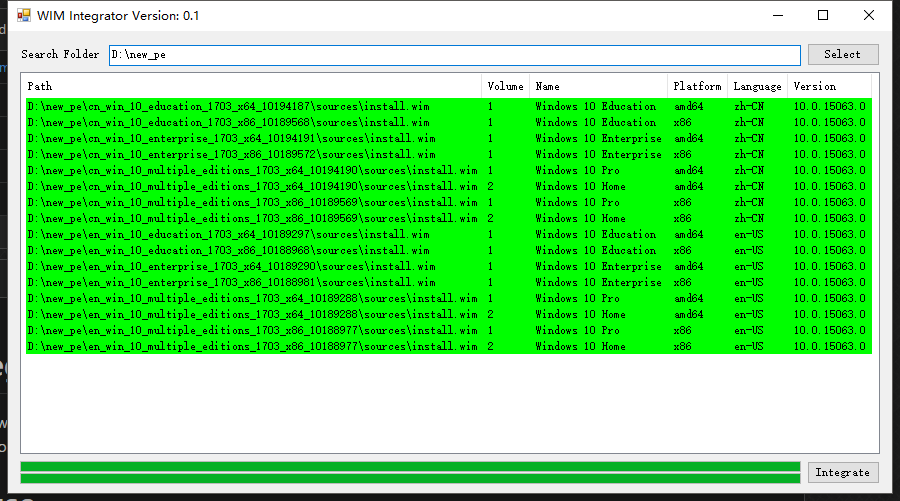 WIM Integrator Version: 0.1
Search Folder D:\new_pe Select
Path Volume Name Platform Language Version
D:\new_pe\cn_win_10_education_1703_x64_10194187\sources\install.wim 1 Windows 10 Education amd64 zh-CN 10.0.15063.0
D:\new_pe\cn_win_10_education_1703_x86_10189568\sources\install.wim 1 Windows 10 Education x86 zh-CN 10.0.15063.0
D:\new_pe\cn_win_10_enterprise_1703_x64_10194191\sources\install.wim 1 Windows 10 Enterprise amd64 zh-CN 10.0.15063.0
D:\new_pe\cn_win_10_enterprise_1703_x86_10189572\sources\install.wim 1 Windows 10 Enterprise x86 zh-CN 10.0.15063.0
D:\new_pe\cn_win_10_multiple_editions_1703_x64_10194190\sources\install.wim 1 Windows 10 Pro amd64 zh-CN 10.0.15063.0
D:\new_pe\cn_win_10_multiple_editions_1703_x64_10194190\sources\install.wim 2 Windows 10 Home amd64 zh-CN 10.0.15063.0
D:\new_pe\cn_win_10_multiple_editions_1703_x86_10189569\sources\install.wim 1 Windows 10 Pro x86 zh-CN 10.0.15063.0
D:\new_pe\cn_win_10_multiple_editions_1703_x86_10189569\sources\install.wim 2 Windows 10 Home x86 zh-CN 10.0.15063.0
D:\new_pe\en_win_10_education_1703_x64_10189297\sources\install.wim 1 Windows 10 Education amd64 en-US 10.0.15063.0
D:\new_pe\en_win_10_education_1703_x86_10188968\sources\install.wim 1 Windows 10 Education x86 en-US 10.0.15063.0
D:\new_pe\en_win_10_enterprise_1703_x64_10189290\sources\install.wim 1 Windows 10 Enterprise amd64 en-US 10.0.15063.0
D:\new_pe\en_win_10_enterprise_1703_x86_10188981\sources\install.wim 1 Windows 10 Enterprise x86 en-US 10.0.15063.0
D:\new_pe\en_win_10_multiple_editions_1703_x64_10189288\sources\install.wim 1 Windows 10 Pro amd64 en-US 10.0.15063.0
D:\new_pe\en_win_10_multiple_editions_1703_x64_10189288\sources\install.wim 2 Windows 10 Home amd64 en-US 10.0.15063.0
D:\new_pe\en_win_10_multiple_editions_1703_x86_10188977\sources\install.wim 1 Windows 10 Pro x86 en-US 10.0.15063.0
D:\new_pe\en_win_10_multiple_editions_1703_x86_10188977\sources\install.wim 2 Windows 10 Home x86 en-US 10.0.15063.0
Integrate